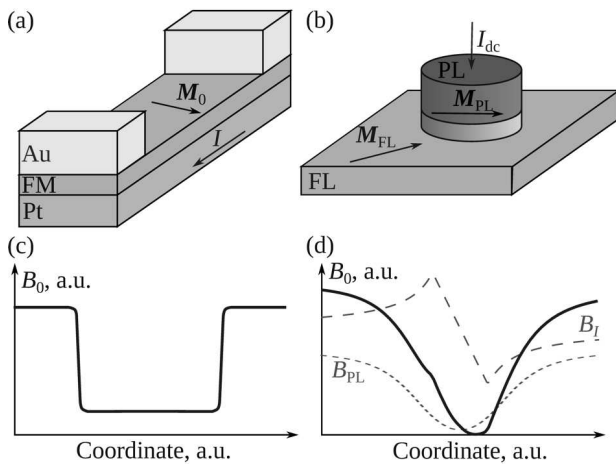 (a)
M0
I
Au
FM
Pt
(b)
Idc
PL
MPL
MFL
FL
(c)
B0, a.u.
Coordinate, a.u.
(d)
B0, a.u.
BI
BPL
Coordinate, a.u.